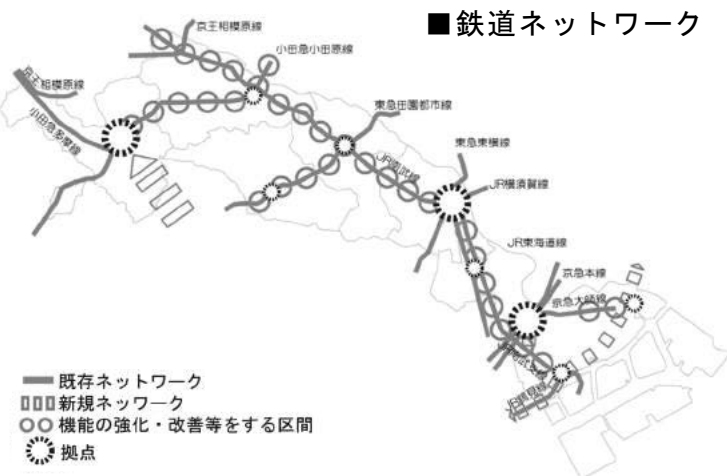 ■鉄道ネットワーク
京王相模原線
小田急小田原線
京王相模原線
小田急多摩線
東急田園都市線
JR南武線
東急東横線
JR横須賀線
JR東海道線
京急本線
京急大師線
JR鶴見線
既存ネットワーク
新規ネッワーク
機能の強化・改善等をする区間
拠点